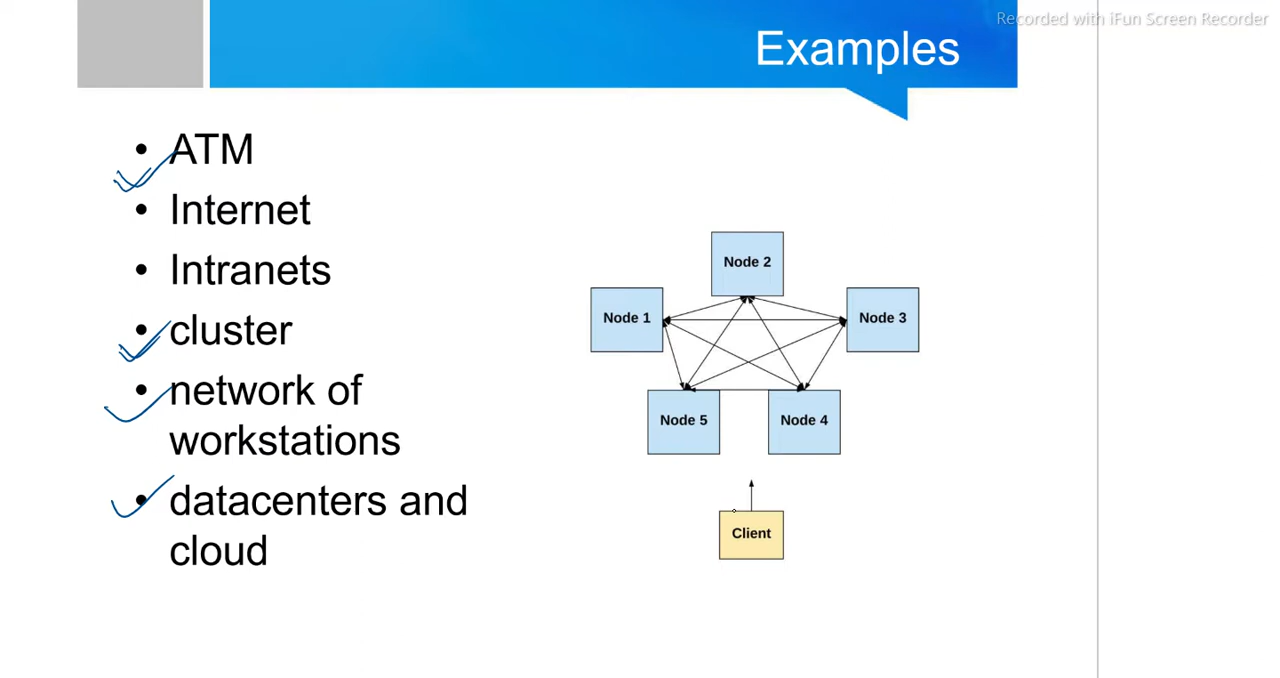 Recorded with iFun Screen Recorder
Examples
• ATM
• Internet
• Intranets
• cluster
• network of
workstations
• datacenters and
cloud
Node 2
Node 1
Node 3
Node 5
Node 4
Client